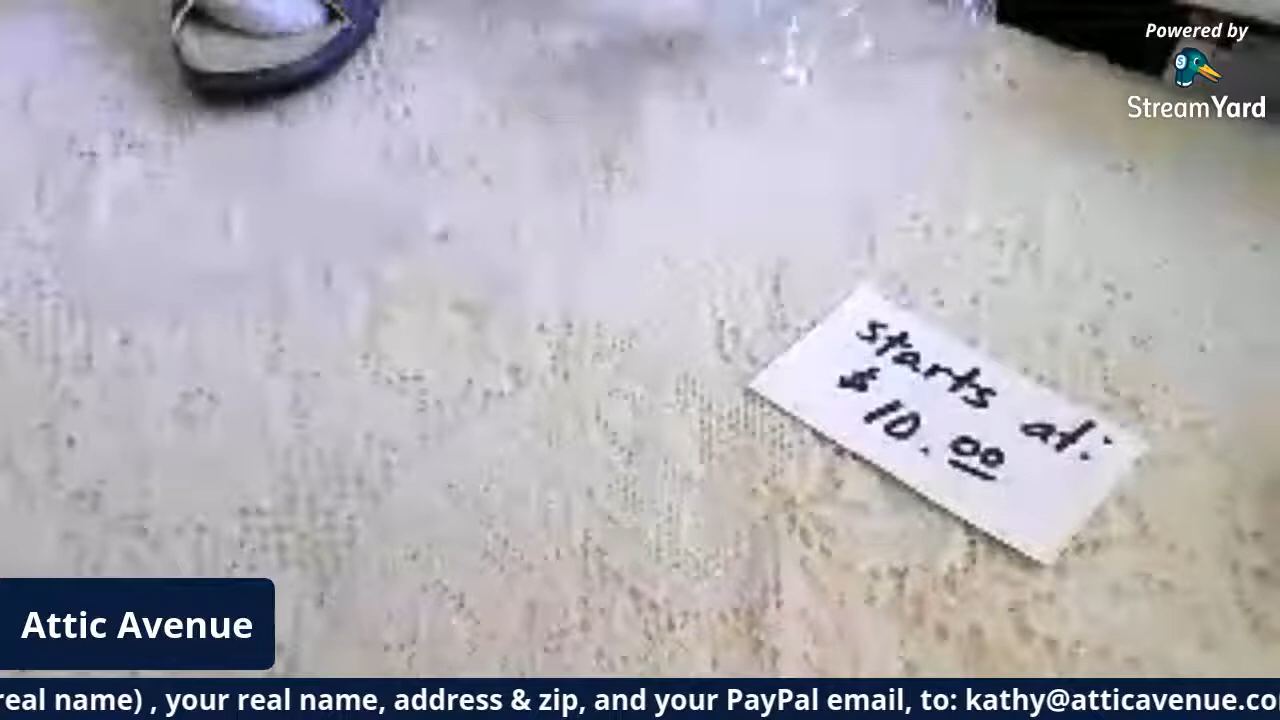 Powered by
StreamYard
starts at:
$10.00
Attic Avenue
real name) , your real name, address & zip, and your PayPal email, to: kathy@atticavenue.co